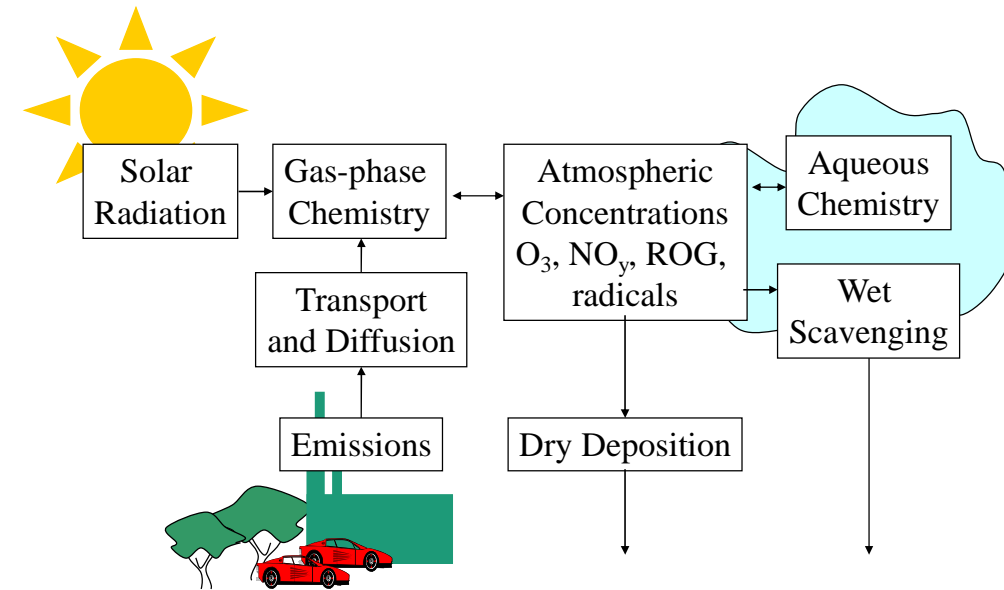 Solar
Radiation
Gas-phase
Chemistry
Atmospheric
Concentrations
O₃, NOᵧ, ROG,
radicals
Aqueous
Chemistry
Transport
and Diffusion
Wet
Scavenging
Emissions
Dry Deposition